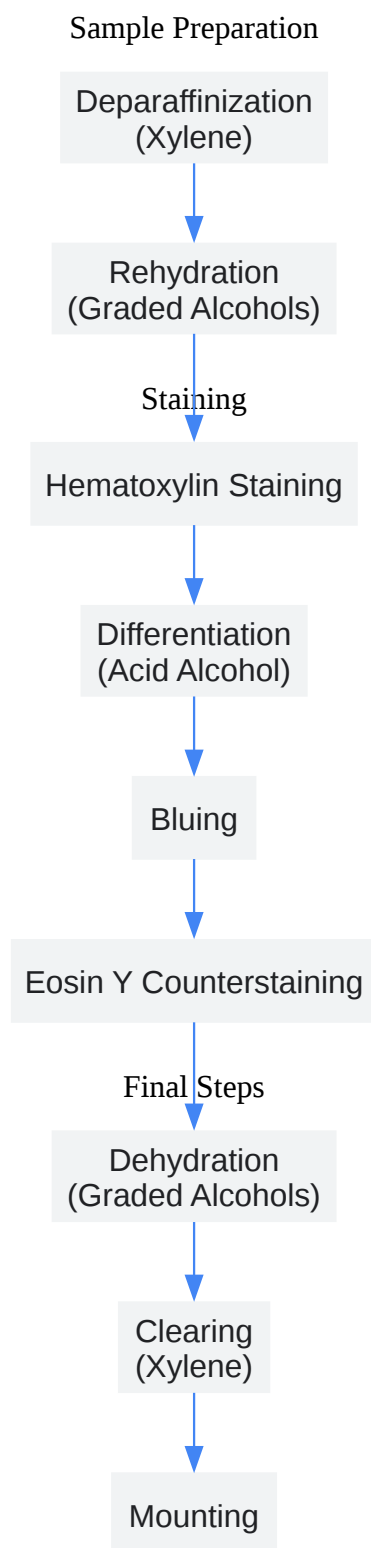 Sample Preparation
Deparaffinization
(Xylene)
Rehydration
(Graded Alcohols)
Staining
Hematoxylin Staining
Differentiation
(Acid Alcohol)
Bluing
Eosin Y Counterstaining
Final Steps
Dehydration
(Graded Alcohols)
Clearing
(Xylene)
Mounting